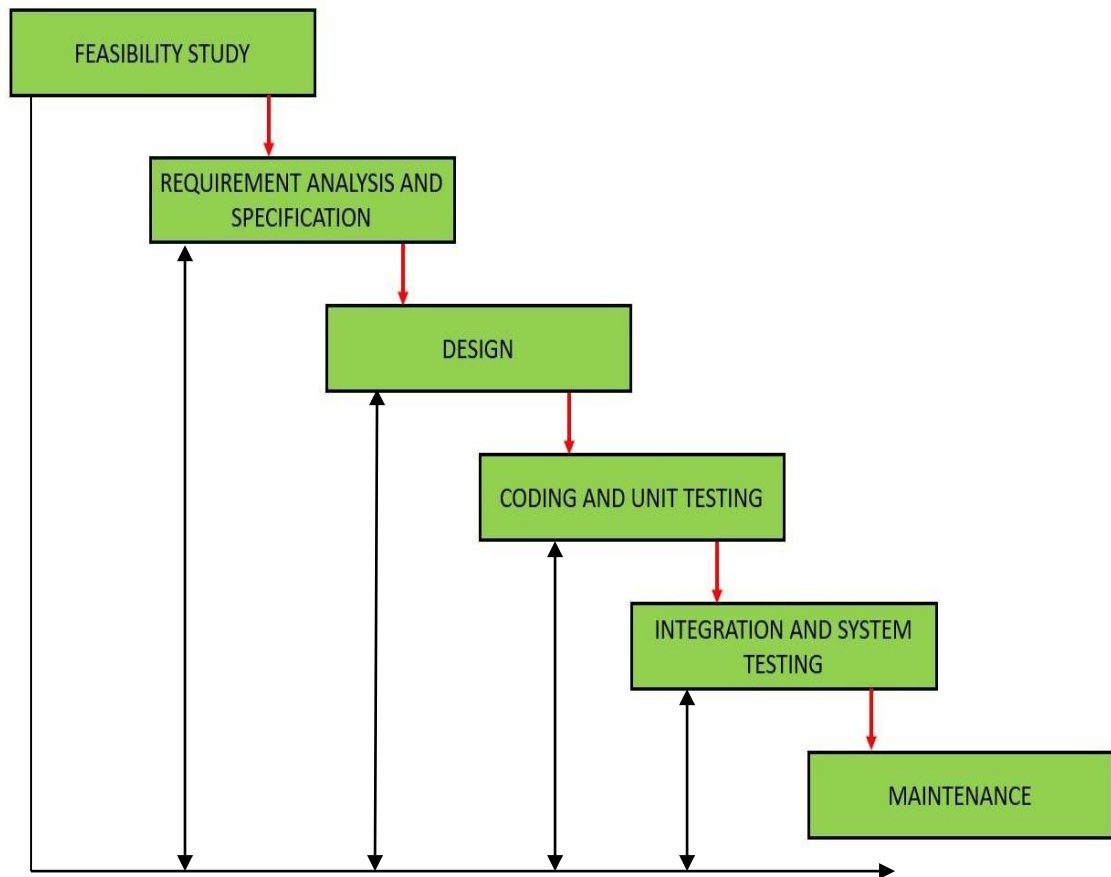 FEASIBILITY STUDY
REQUIREMENT ANALYSIS AND
SPECIFICATION
DESIGN
CODING AND UNIT TESTING
INTEGRATION AND SYSTEM
TESTING
MAINTENANCE